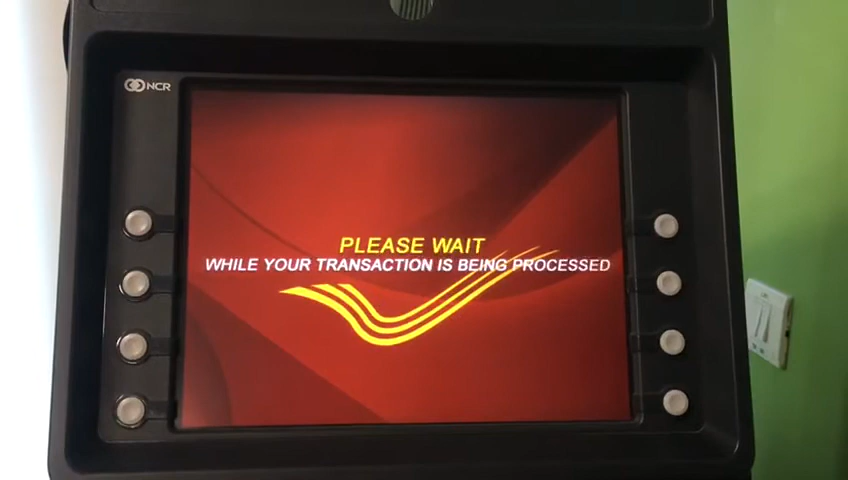 NCR
PLEASE WAIT
WHILE YOUR TRANSACTION IS BEING PROCESSED